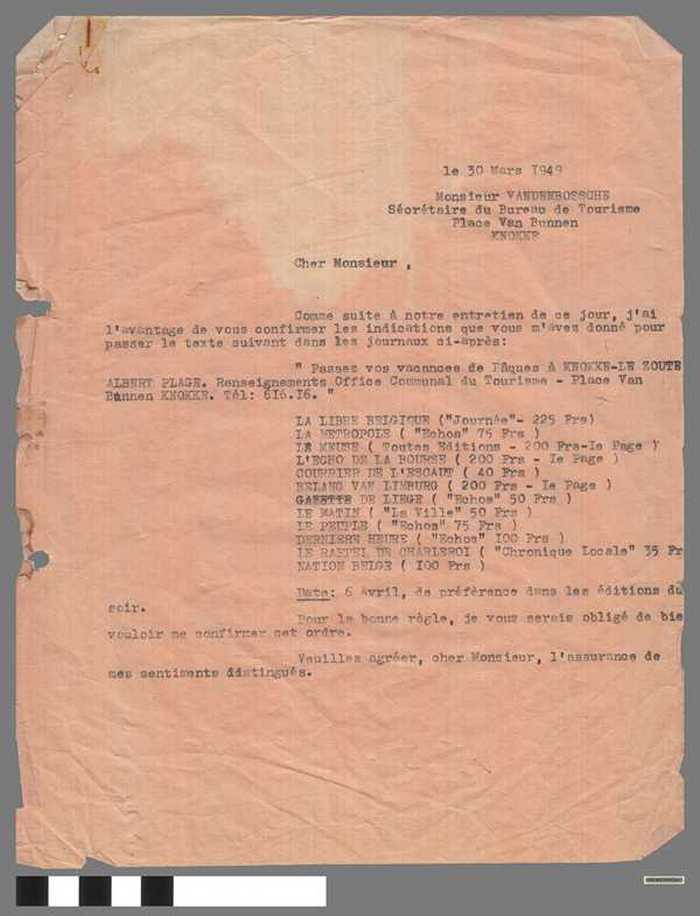 le 30 Mars 1949
Monsieur VANDENBOSSCHE
Sécrétaire du Bureau de Tourisme
Place Van Bunnen
KNOKKE
Cher Monsieur ,
Comme suite à notre entretien de ce jour, j'ai
l'avantage de vous confirmer les indications que vous m'avez donné pour
passer le texte suivant dans les journaux ci-après:
" Passez vos vacances de Pâques à KNOKKE-LE ZOUTE
ALBERT PLAGE. Renseignements Office Communal du Tourisme - Place Van
Bunnen KNOKKE. Tél: 616.16. "
LA LIBRE BELGIQUE ("Journée"- 225 Frs)
LA METROPOLE ( "Echos" 75 Frs )
LA MEUSE ( Toutes Editions - 200 Frs-Ie Page )
L'ECHO DE LA BOURSE ( 200 Frs - Ie Page )
COURRIER DE L'ESCAUT ( 40 Frs )
BELANG VAN LIMBURG ( 200 Frs - Ie Page )
GAZETTE DE LIEGE ( "Echos" 50 Frs )
LE MATIN ( "La Ville" 50 Frs )
LE PEUPLE ( "Echos" 75 Frs )
DERNIERE HEURE ( "Echos" I00 Frs )
LE RAPPEL DE CHARLEROI ( "Chronique Locale" 35 Fr
NATION BELGE ( I00 Frs )
Date: 6 Avril, de préférence dans les éditions du
soir.
Pour la bonne règle, je vous serais obligé de bie
vouloir me confirmer cet ordre.
Veuillez agréer, cher Monsieur, l'assurance de
mes sentiments distingués.